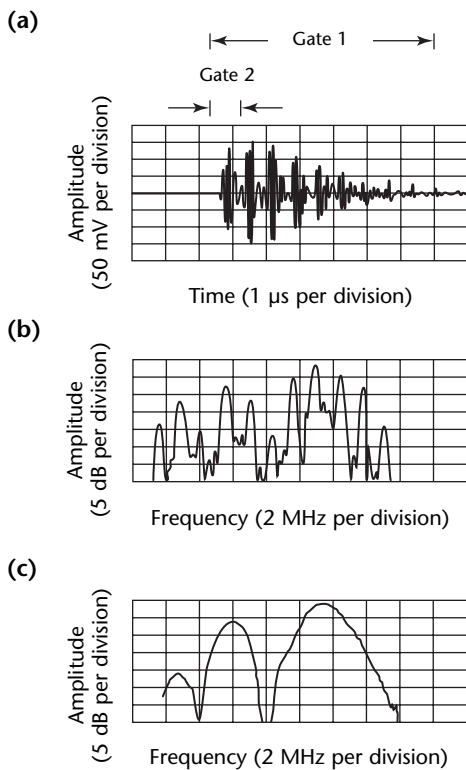 (a)
Gate 1
Gate 2
Amplitude
(50 mV per division)
Time (1 µs per division)
(b)
Amplitude
(5 dB per division)
Frequency (2 MHz per division)
(c)
Amplitude
(5 dB per division)
Frequency (2 MHz per division)